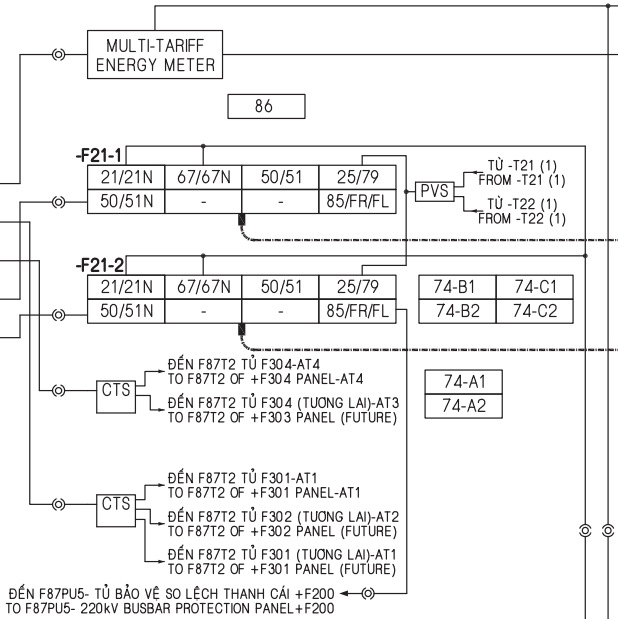 MULTI-TARIFF
ENERGY METER
86
-F21-1
21/21N 67/67N 50/51 25/79
50/51N - - 85/FR/FL
PVS
TỪ -T21 (1)
FROM -T21 (1)
TỪ -T22 (1)
FROM -T22 (1)
-F21-2
21/21N 67/67N 50/51 25/79
50/51N - - 85/FR/FL
74-B1 74-C1
74-B2 74-C2
CTS
ĐẾN F87T2 TỦ F304-AT4
TO F87T2 OF +F304 PANEL-AT4
ĐẾN F87T2 TỦ F304 (TƯƠNG LAI)-AT3
TO F87T2 OF +F303 PANEL (FUTURE)
74-A1
74-A2
CTS
ĐẾN F87T2 TỦ F301-AT1
TO F87T2 OF +F301 PANEL-AT1
ĐẾN F87T2 TỦ F302 (TƯƠNG LAI)-AT2
TO F87T2 OF +F302 PANEL (FUTURE)
ĐẾN F87T2 TỦ F301 (TƯƠNG LAI)-AT1
TO F87T2 OF +F301 PANEL (FUTURE)
ĐẾN F87PU5- TỦ BẢO VỆ SO LỆCH THANH CÁI +F200
TO F87PU5- 220kV BUSBAR PROTECTION PANEL+F200